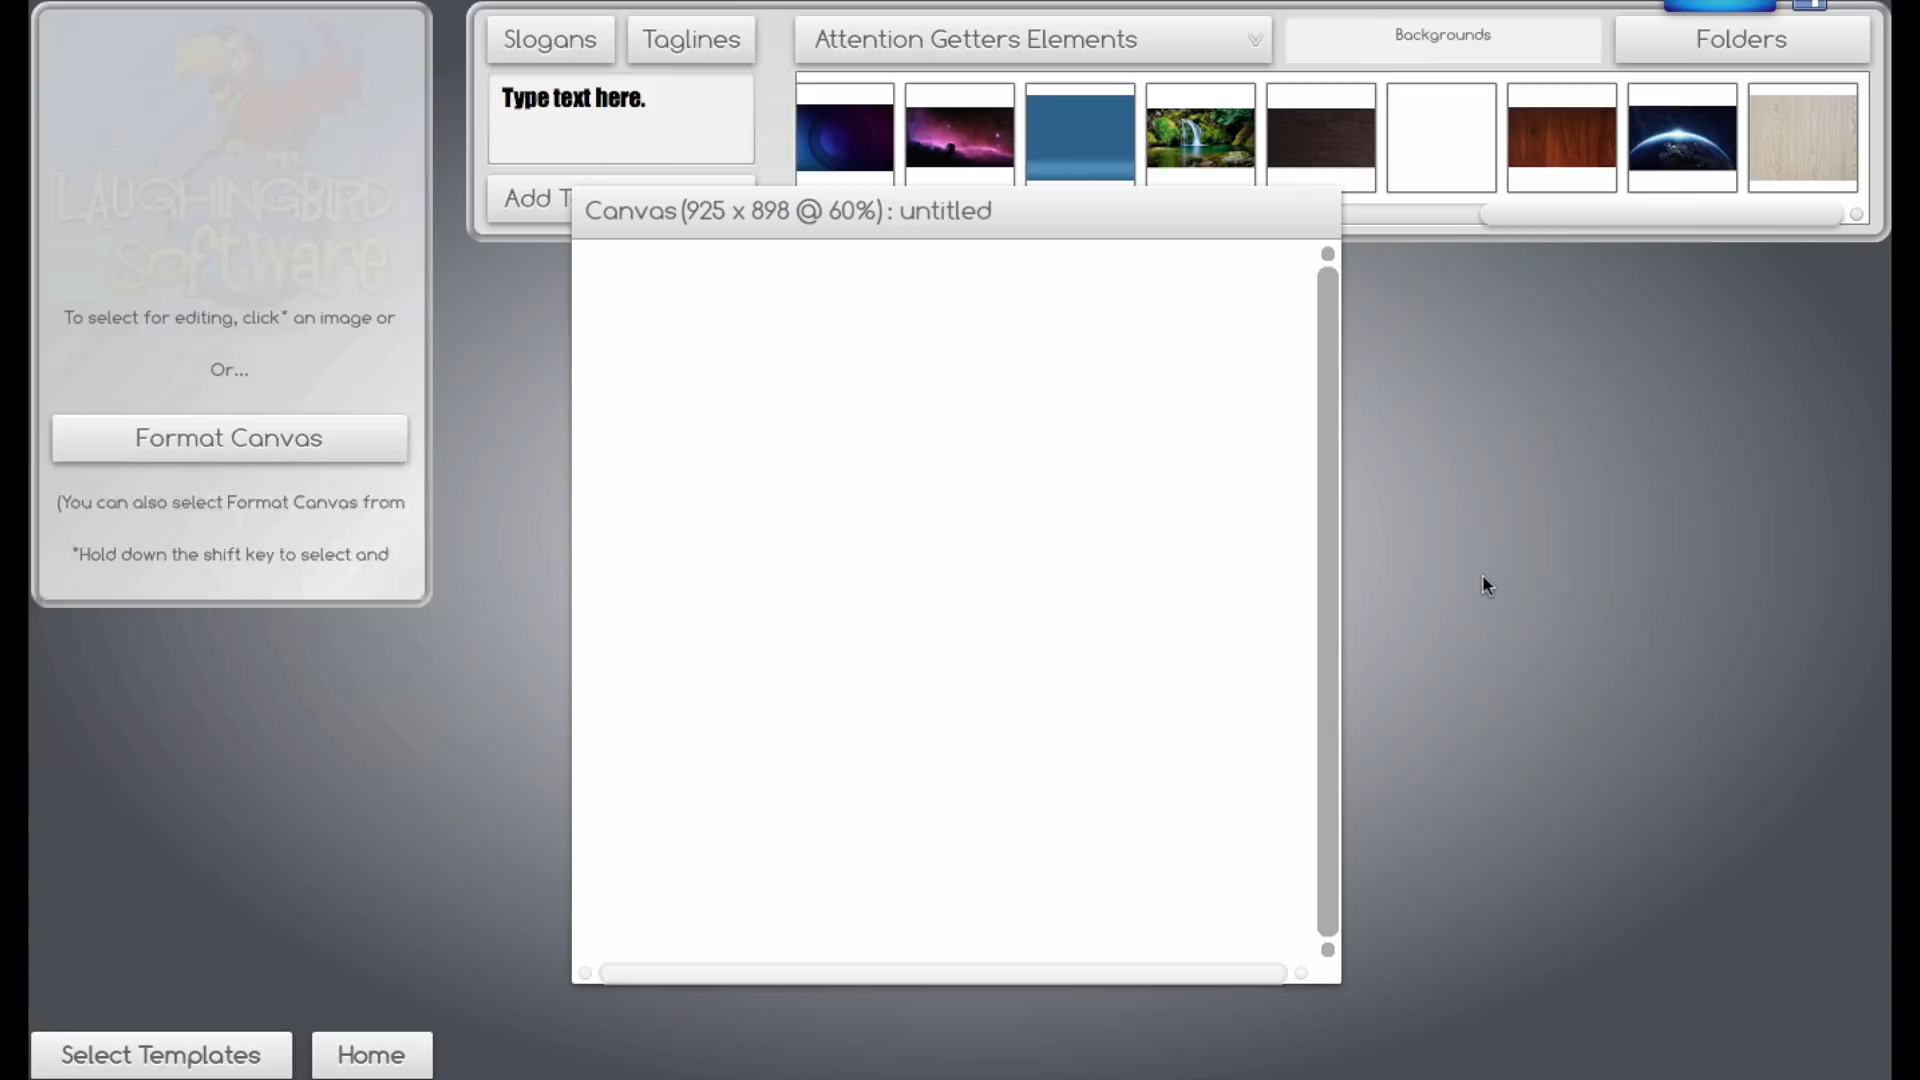 LAUGHINGBIRD
software
To select for editing, click* an image or
Or...
Format Canvas
(You can also select Format Canvas from
*Hold down the shift key to select and
Slogans
Taglines
Type text here.
Attention Getters Elements
Backgrounds
Folders
Add
Canvas(925 x 898 @ 60%) : untitled
Select Templates
Home